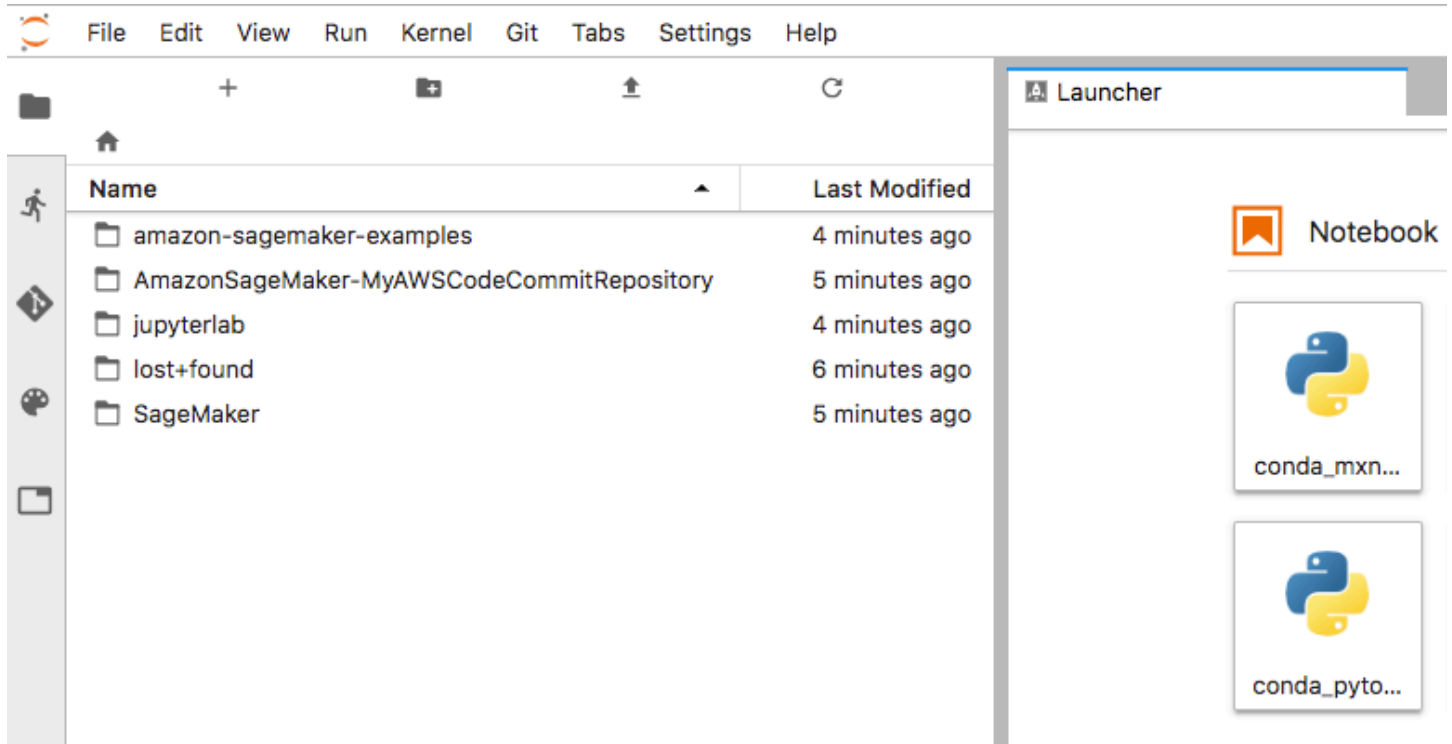 File Edit View Run Kernel Git Tabs Settings Help
Launcher
Name Last Modified
amazon-sagemaker-examples 4 minutes ago
AmazonSageMaker-MyAWSCodeCommitRepository 5 minutes ago
jupyterlab 4 minutes ago
lost+found 6 minutes ago
SageMaker 5 minutes ago
Notebook
conda_mxn...
conda_pyto...